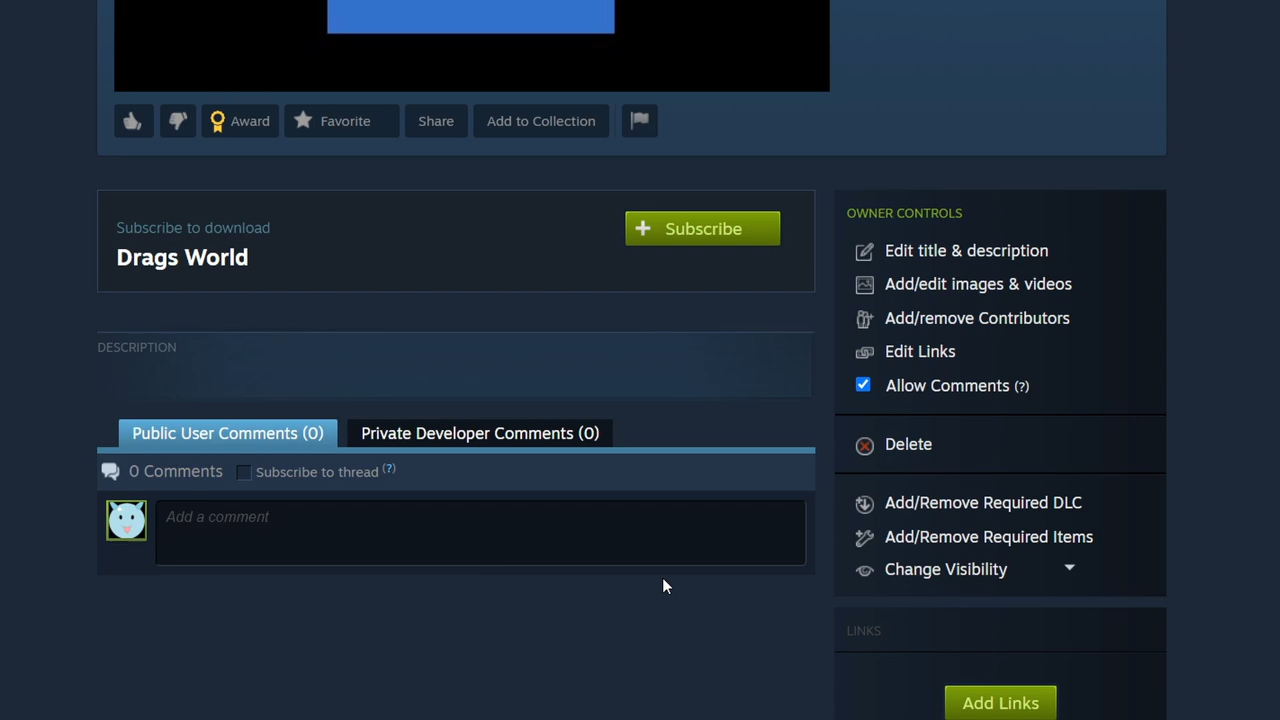 Award
Favorite
Share
Add to Collection
Subscribe to download
Drags World
+ Subscribe
DESCRIPTION
Public User Comments (0)
Private Developer Comments (0)
0 Comments
Subscribe to thread (?)
Add a comment
OWNER CONTROLS
Edit title & description
Add/edit images & videos
Add/remove Contributors
Edit Links
Allow Comments (?)
Delete
Add/Remove Required DLC
Add/Remove Required Items
Change Visibility
LINKS
Add Links